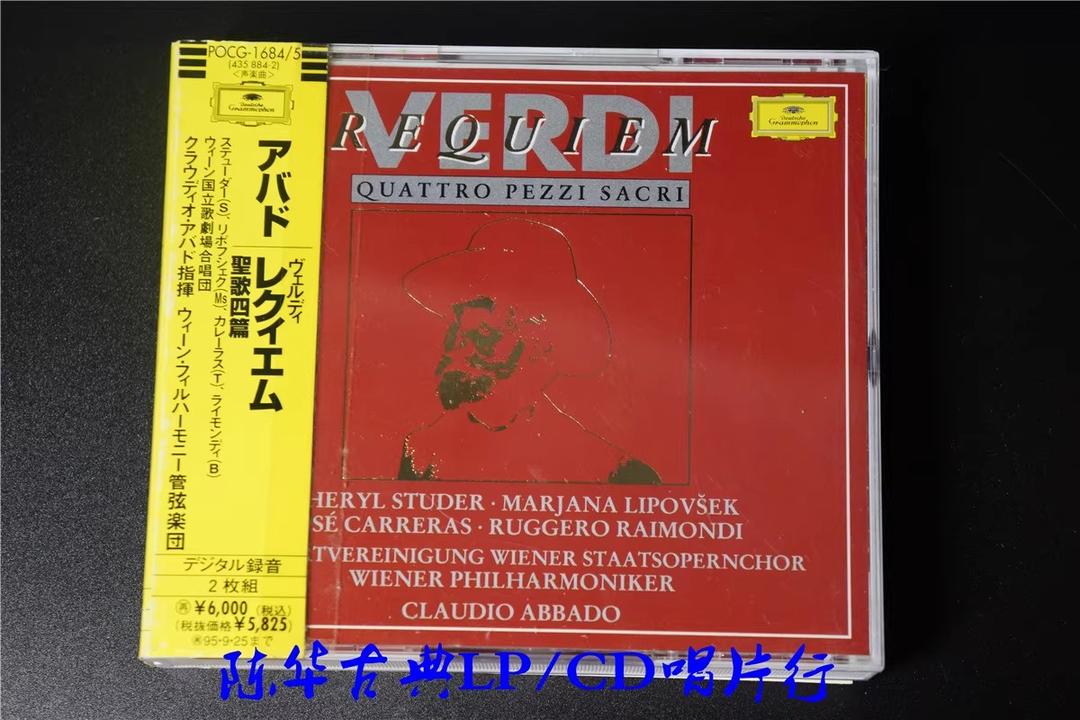 POCG-1684/5
(435 884-2)
<声楽曲>
Deutsche
Grammophon
アバド
ヴェルディ
レクィエム
聖歌四篇
ステューダー(S)、リポフシェク(Ms)、カレーラス(T)、ライモンディ(B)
ウィーン国立歌劇場合唱団
クラウディオ・アバド指揮 ウィーン・フィルハーモニー管弦楽団
デジタル録音
2枚組
再¥6,000(税込)
(税抜価格¥5,825)
95・9・25まで
VERDI
REQUIEM
QUATTRO PEZZI SACRI
Deutsche
Grammophon
HERYL STUDER · MARJANA LIPOVŠEK
SÉ CARRERAS · RUGGERO RAIMONDI
RTVEREINIGUNG WIENER STAATSOPERNCHOR
WIENER PHILHARMONIKER
CLAUDIO ABBADO
陈华古典LP/CD唱片行